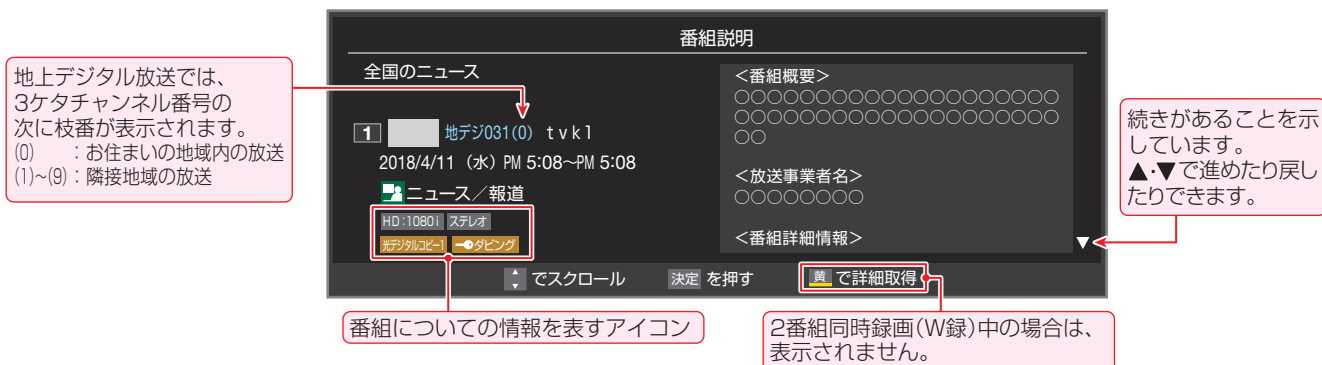 番組説明
地上デジタル放送では、
3ケタチャンネル番号の
次に枝番が表示されます。
(0)　：お住まいの地域内の放送
(1)~(9)：隣接地域の放送
全国のニュース
1 地デジ031(0) tvk1
2018/4/11（水）PM 5:08~PM 5:08
ニュース／報道
HD:1080i ステレオ
光デジタルコピー1 ダビング
<番組概要>
○○○○○○○○○○○○○○○○○○○○
○○○○○○○○○○○○○○○○○○○○
○○
<放送事業者名>
○○○○○○○○
<番組詳細情報>
▼
続きがあることを示
しています。
▲・▼で進めたり戻し
たりできます。
でスクロール 決定 を押す 黄 で詳細取得
番組についての情報を表すアイコン
2番組同時録画（W録）中の場合は、
表示されません。